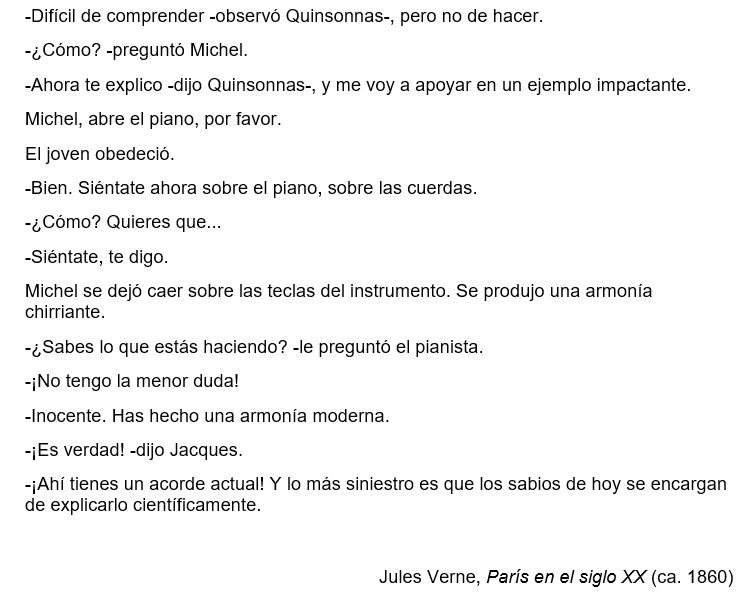 -Difícil de comprender -observó Quinsonnas-, pero no de hacer.
-¿Cómo? -preguntó Michel.
-Ahora te explico -dijo Quinsonnas-, y me voy a apoyar en un ejemplo impactante.
Michel, abre el piano, por favor.
El joven obedeció.
-Bien. Siéntate ahora sobre el piano, sobre las cuerdas.
-¿Cómo? Quieres que...
-Siéntate, te digo.
Michel se dejó caer sobre las teclas del instrumento. Se produjo una armonía
chirriante.
-¿Sabes lo que estás haciendo? -le preguntó el pianista.
-¡No tengo la menor duda!
-Inocente. Has hecho una armonía moderna.
-¡Es verdad! -dijo Jacques.
-¡Ahí tienes un acorde actual! Y lo más siniestro es que los sabios de hoy se encargan
de explicarlo científicamente.
Jules Verne, París en el siglo XX (ca. 1860)